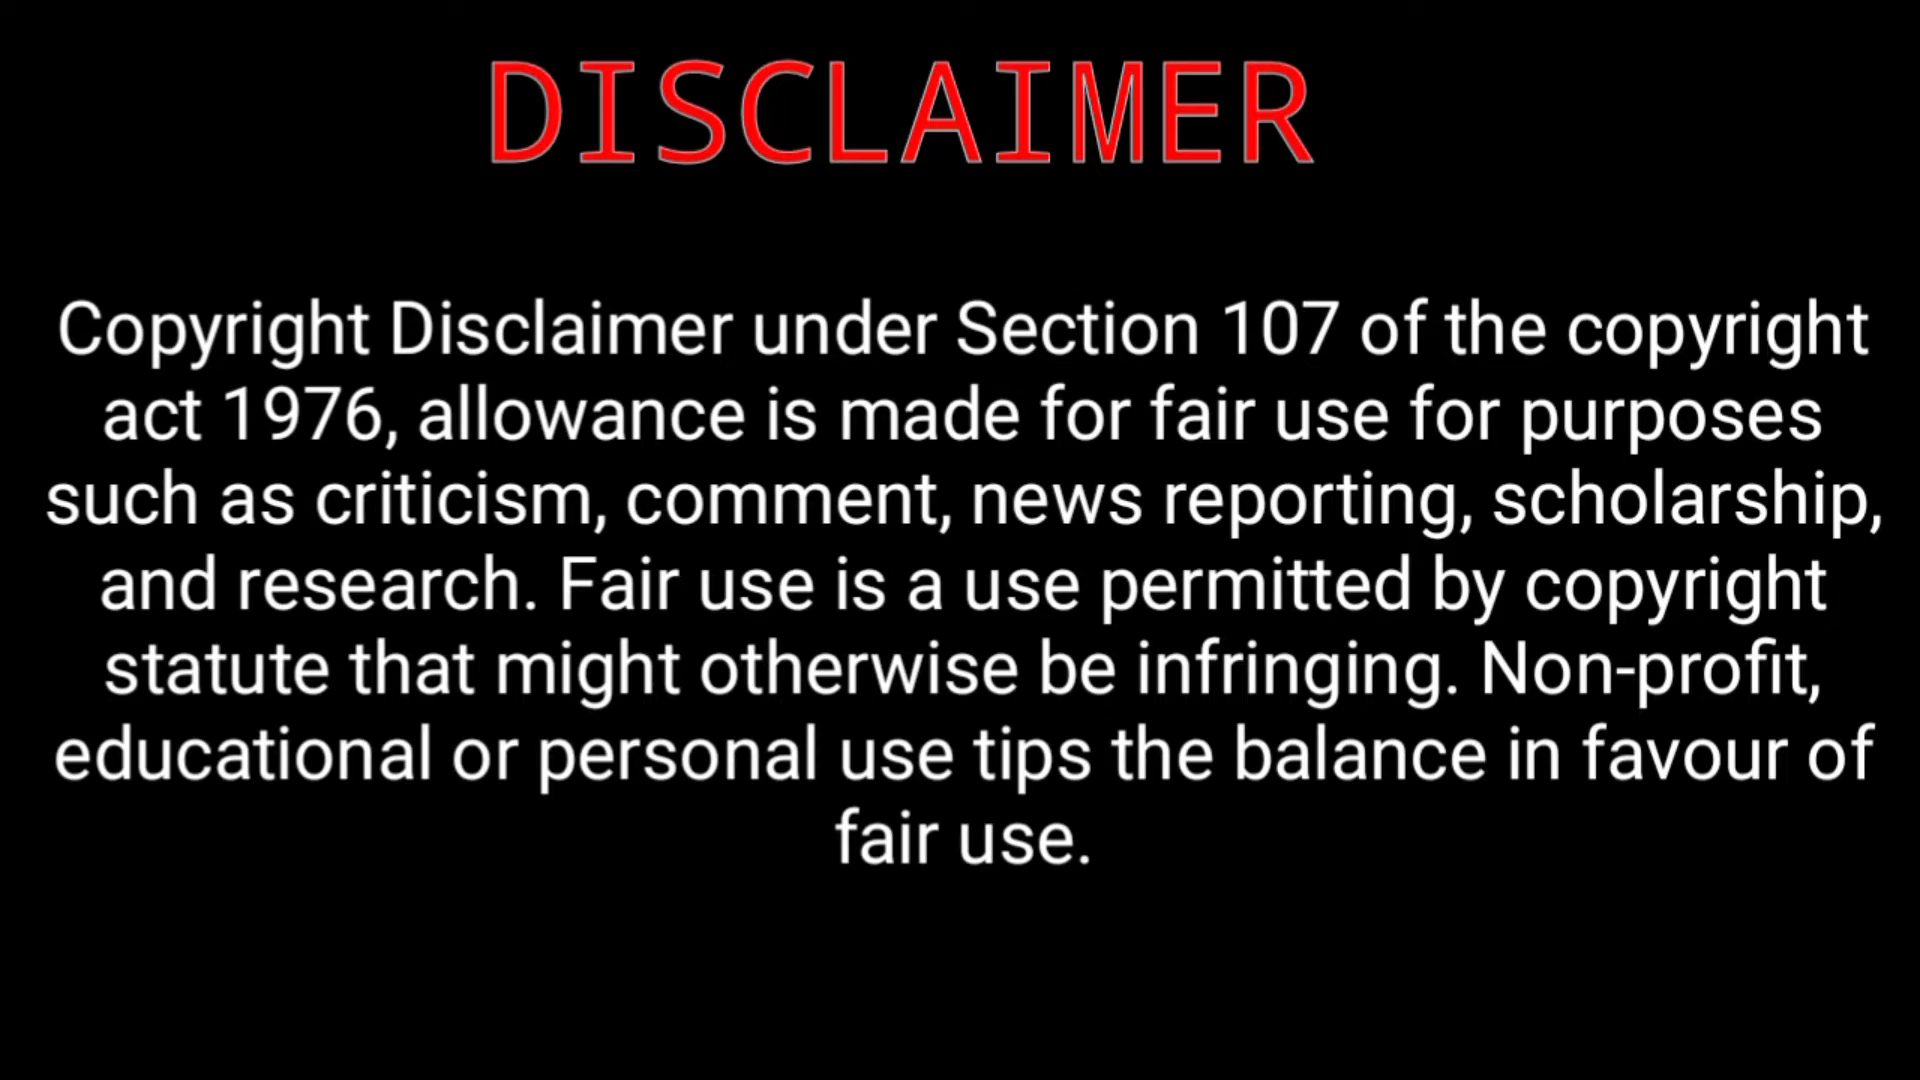 DISCLAIMER
Copyright Disclaimer under Section 107 of the copyright
act 1976, allowance is made for fair use for purposes
such as criticism, comment, news reporting, scholarship,
and research. Fair use is a use permitted by copyright
statute that might otherwise be infringing. Non-profit,
educational or personal use tips the balance in favour of
fair use.